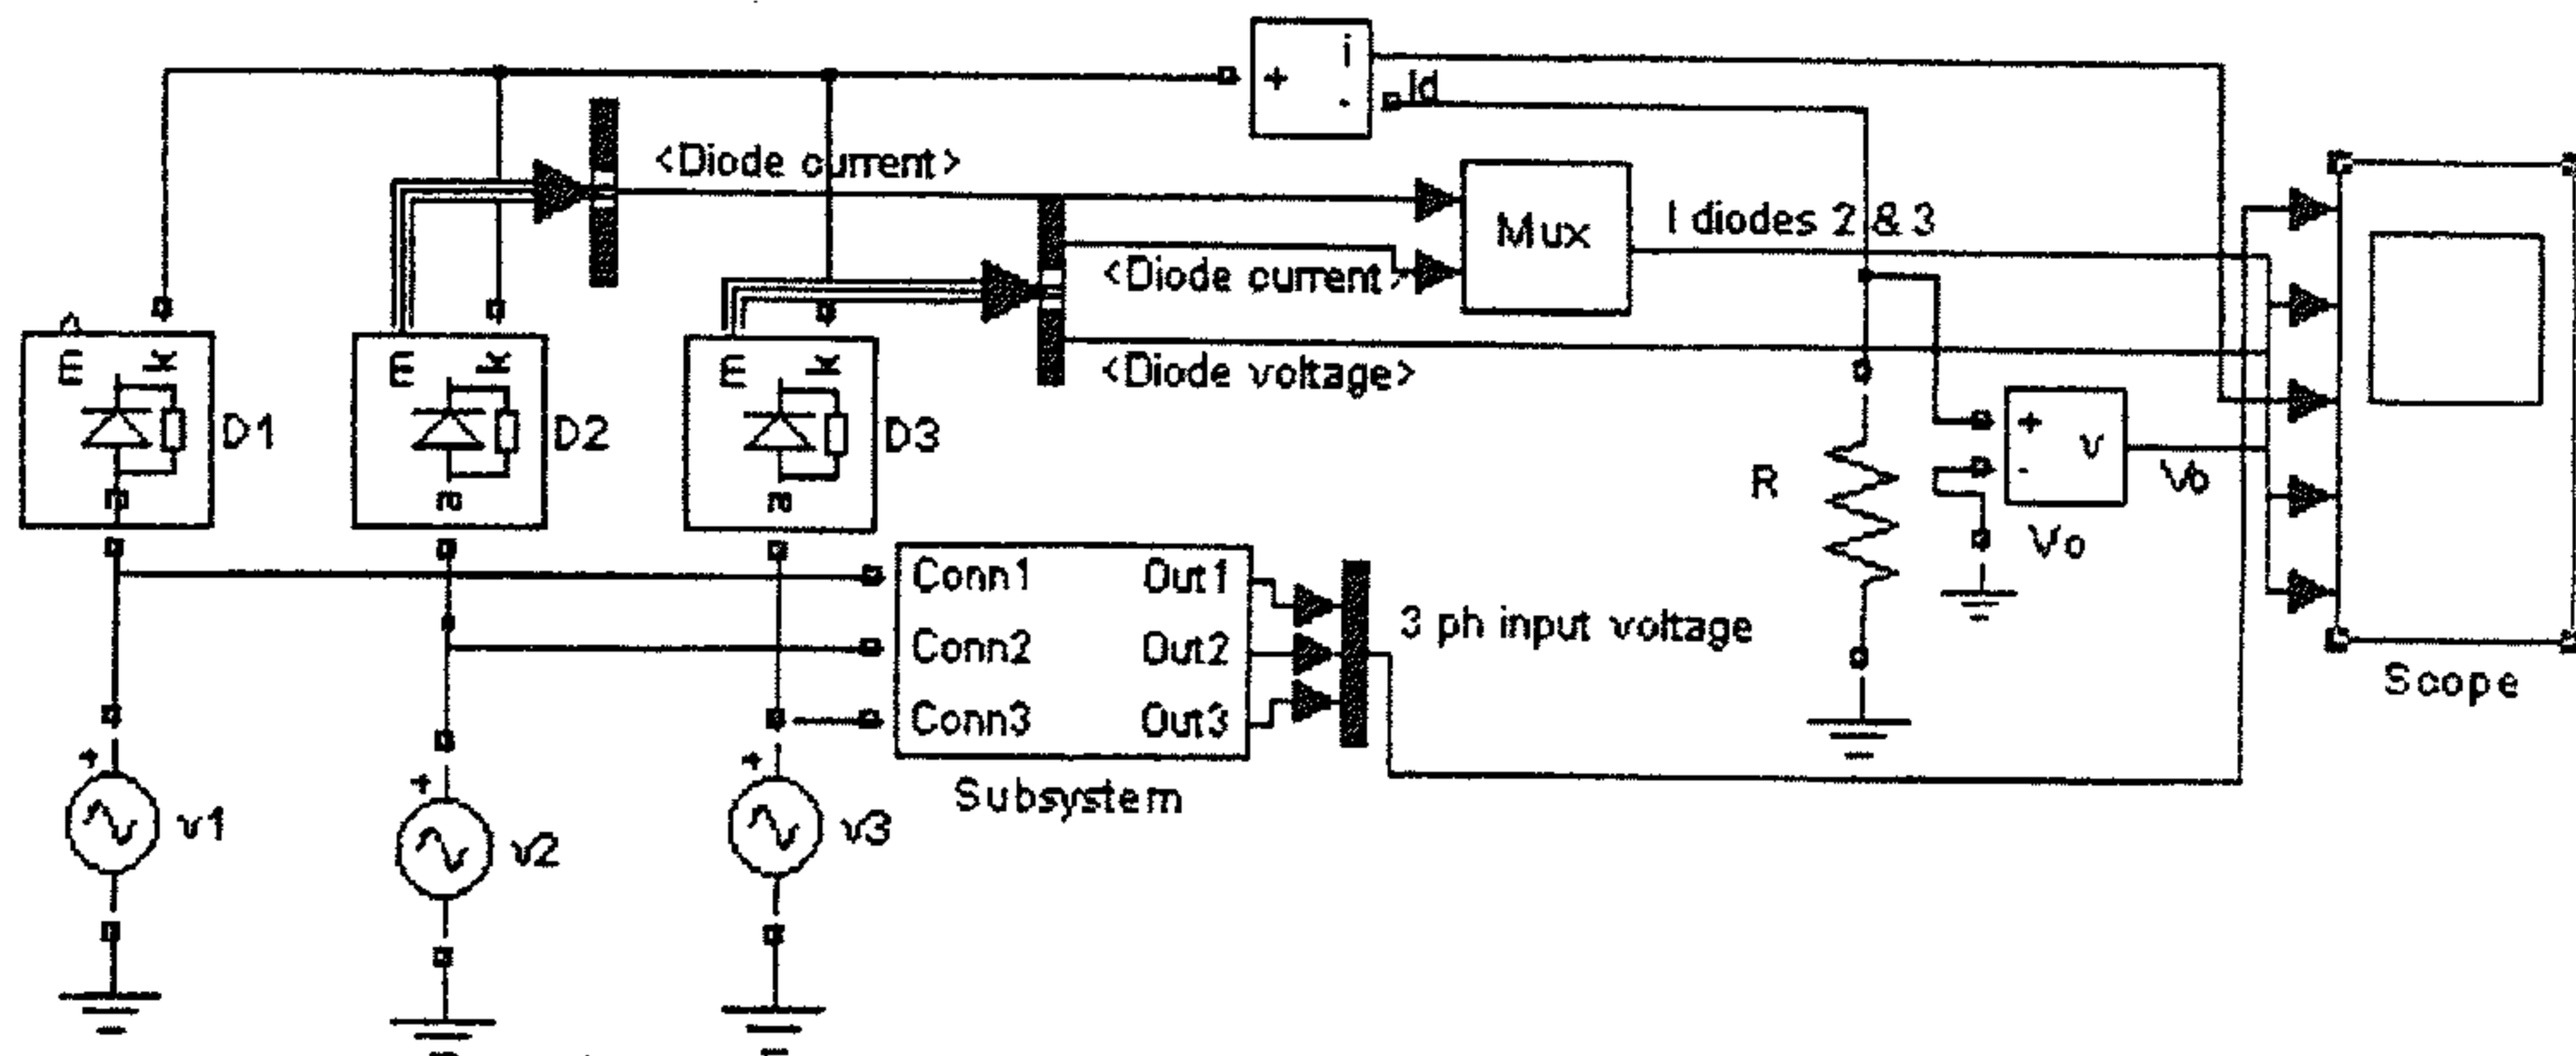 + i
-
Id
<Diode current>
Mux
I diodes 2 & 3
<Diode current>
<Diode voltage>
m k
D1
m k
D2
m k
D3
a
a
a
R
+
-
v
Vo
Vo
Conn1 Out1
Conn2 Out2
Conn3 Out3
Subsystem
3 ph input voltage
Scope
+
v1
+
v2
+
v3